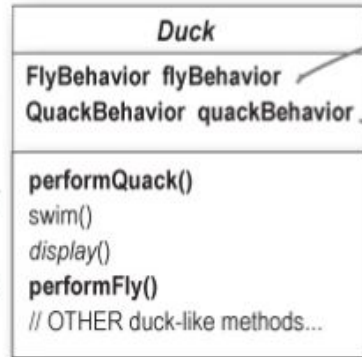 Duck
FlyBehavior flyBehavior
QuackBehavior quackBehavior
performQuack()
swim()
display()
performFly()
// OTHER duck-like methods...